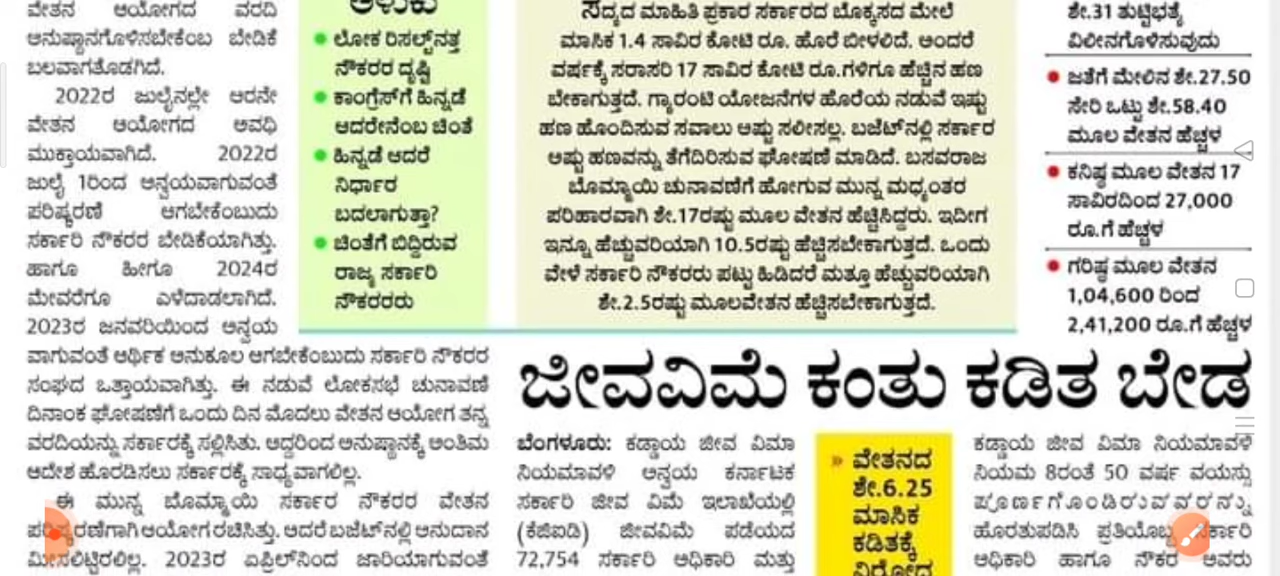 ವೇತನ ಆಯೋಗದ ವರದಿ
ಅನುಷ್ಠಾನಗೊಳಿಸಬೇಕೆಂಬ ಬೇಡಿಕೆ
ಬಲವಾಗತೊಡಗಿದೆ.
2022ರ ಜುಲೈನಲ್ಲೇ ಆರನೇ
ವೇತನ ಆಯೋಗದ ಅವಧಿ
ಮುಕ್ತಾಯವಾಗಿದೆ. 2022ರ
ಜುಲೈ 1ರಿಂದ ಅನ್ವಯವಾಗುವಂತೆ
ಪರಿಷ್ಕರಣೆ ಆಗಬೇಕೆಂಬುದು
ಸರ್ಕಾರಿ ನೌಕರರ ಬೇಡಿಕೆಯಾಗಿತ್ತು.
ಹಾಗೂ ಹೀಗೂ 2024ರ
ಮೇವರೆಗೂ ಎಳೆದಾಡಲಾಗಿದೆ.
2023ರ ಜನವರಿಯಿಂದ ಅನ್ವಯ
ವಾಗುವಂತೆ ಆರ್ಥಿಕ ಅನುಕೂಲ ಆಗಬೇಕೆಂಬುದು ಸರ್ಕಾರಿ ನೌಕರರ
ಸಂಘದ ಒತ್ತಾಯವಾಗಿತ್ತು. ಈ ನಡುವೆ ಲೋಕಸಭೆ ಚುನಾವಣೆ
ದಿನಾಂಕ ಘೋಷಣೆಗೆ ಒಂದು ದಿನ ಮೊದಲು ವೇತನ ಆಯೋಗ ತನ್ನ
ವರದಿಯನ್ನು ಸರ್ಕಾರಕ್ಕೆ ಸಲ್ಲಿಸಿತು. ಆದ್ದರಿಂದ ಅನುಷ್ಠಾನಕ್ಕೆ ಅಂತಿಮ
ಆದೇಶ ಹೊರಡಿಸಲು ಸರ್ಕಾರಕ್ಕೆ ಸಾಧ್ಯವಾಗಲಿಲ್ಲ.
ಈ ಮುನ್ನ ಬೊಮ್ಮಾಯಿ ಸರ್ಕಾರ ನೌಕರರ ವೇತನ
ಪರಿಷ್ಕರಣೆಗಾಗಿ ಆಯೋಗ ರಚಿಸಿತ್ತು. ಆದರೆ ಬಜೆಟ್‌ನಲ್ಲಿ ಅನುದಾನ
ಮೀಸಲಿಟ್ಟಿರಲಿಲ್ಲ. 2023ರ ಏಪ್ರಿಲ್‌ನಿಂದ ಜಾರಿಯಾಗುವಂತೆ
ಅಳುಕು
ಲೋಕ ರಿಸಲ್ಟ್‌ನತ್ತ
ನೌಕರರ ದೃಷ್ಟಿ
ಕಾಂಗ್ರೆಸ್‌ಗೆ ಹಿನ್ನಡೆ
ಆದರೇನೆಂಬ ಚಿಂತೆ
ಹಿನ್ನಡೆ ಆದರೆ
ನಿರ್ಧಾರ
ಬದಲಾಗುತ್ತಾ?
ಚಿಂತೆಗೆ ಬಿದ್ದಿರುವ
ರಾಜ್ಯ ಸರ್ಕಾರಿ
ನೌಕರರರು
ಸದ್ಯದ ಮಾಹಿತಿ ಪ್ರಕಾರ ಸರ್ಕಾರದ ಬೊಕ್ಕಸದ ಮೇಲೆ
ಮಾಸಿಕ 1.4 ಸಾವಿರ ಕೋಟಿ ರೂ. ಹೊರೆ ಬೀಳಲಿದೆ. ಅಂದರೆ
ವರ್ಷಕ್ಕೆ ಸರಾಸರಿ 17 ಸಾವಿರ ಕೋಟಿ ರೂ.ಗಳಿಗೂ ಹೆಚ್ಚಿನ ಹಣ
ಬೇಕಾಗುತ್ತದೆ. ಗ್ಯಾರಂಟಿ ಯೋಜನೆಗಳ ಹೊರೆಯ ನಡುವೆ ಇಷ್ಟು
ಹಣ ಹೊಂದಿಸುವ ಸವಾಲು ಅಷ್ಟು ಸಲೀಸಲ್ಲ. ಬಜೆಟ್‌ನಲ್ಲಿ ಸರ್ಕಾರ
ಅಷ್ಟು ಹಣವನ್ನು ತೆಗೆದಿರಿಸುವ ಘೋಷಣೆ ಮಾಡಿದೆ. ಬಸವರಾಜ
ಬೊಮ್ಮಾಯಿ ಚುನಾವಣೆಗೆ ಹೋಗುವ ಮುನ್ನ ಮಧ್ಯಂತರ
ಪರಿಹಾರವಾಗಿ ಶೇ.17ರಷ್ಟು ಮೂಲ ವೇತನ ಹೆಚ್ಚಿಸಿದ್ದರು. ಇದೀಗ
ಇನ್ನೂ ಹೆಚ್ಚುವರಿಯಾಗಿ 10.5ರಷ್ಟು ಹೆಚ್ಚಿಸಬೇಕಾಗುತ್ತದೆ. ಒಂದು
ವೇಳೆ ಸರ್ಕಾರಿ ನೌಕರರು ಪಟ್ಟು ಹಿಡಿದರೆ ಮತ್ತೂ ಹೆಚ್ಚುವರಿಯಾಗಿ
ಶೇ.2.5ರಷ್ಟು ಮೂಲವೇತನ ಹೆಚ್ಚಿಸಬೇಕಾಗುತ್ತದೆ.
ಶೇ.31 ತುಟ್ಟಿಭತ್ಯೆ
ವಿಲೀನಗೊಳಿಸುವುದು
ಜತೆಗೆ ಮೇಲಿನ ಶೇ.27.50
ಸೇರಿ ಒಟ್ಟು ಶೇ.58.40
ಮೂಲ ವೇತನ ಹೆಚ್ಚಳ
ಕನಿಷ್ಠ ಮೂಲ ವೇತನ 17
ಸಾವಿರದಿಂದ 27,000
ರೂ.ಗೆ ಹೆಚ್ಚಳ
ಗರಿಷ್ಠ ಮೂಲ ವೇತನ
1,04,600 ರಿಂದ
2,41,200 ರೂ.ಗೆ ಹೆಚ್ಚಳ
ಜೀವವಿಮೆ ಕಂತು ಕಡಿತ ಬೇಡ
ಬೆಂಗಳೂರು: ಕಡ್ಡಾಯ ಜೀವ ವಿಮಾ
ನಿಯಮಾವಳಿ ಅನ್ವಯ ಕರ್ನಾಟಕ
ಸರ್ಕಾರಿ ಜೀವ ವಿಮೆ ಇಲಾಖೆಯಲ್ಲಿ
(ಕೆಜಿಐಡಿ) ಜೀವವಿಮೆ ಪಡೆಯದ
72,754 ಸರ್ಕಾರಿ ಅಧಿಕಾರಿ ಮತ್ತು
» ವೇತನದ
ಶೇ.6.25
ಮಾಸಿಕ
ಕಡಿತಕ್ಕೆ
ವಿರೋಧ
ಕಡ್ಡಾಯ ಜೀವ ವಿಮಾ ನಿಯಮಾವಳಿ
ನಿಯಮ 8ರಂತೆ 50 ವರ್ಷ ವಯಸ್ಸು
ಪೂರ್ಣಗೊಂಡಿರುವವರನ್ನು
ಹೊರತುಪಡಿಸಿ ಪ್ರತಿಯೊಬ್ಬ ಸರ್ಕಾರಿ
ಅಧಿಕಾರಿ ಹಾಗೂ ನೌಕರ ಅವರು